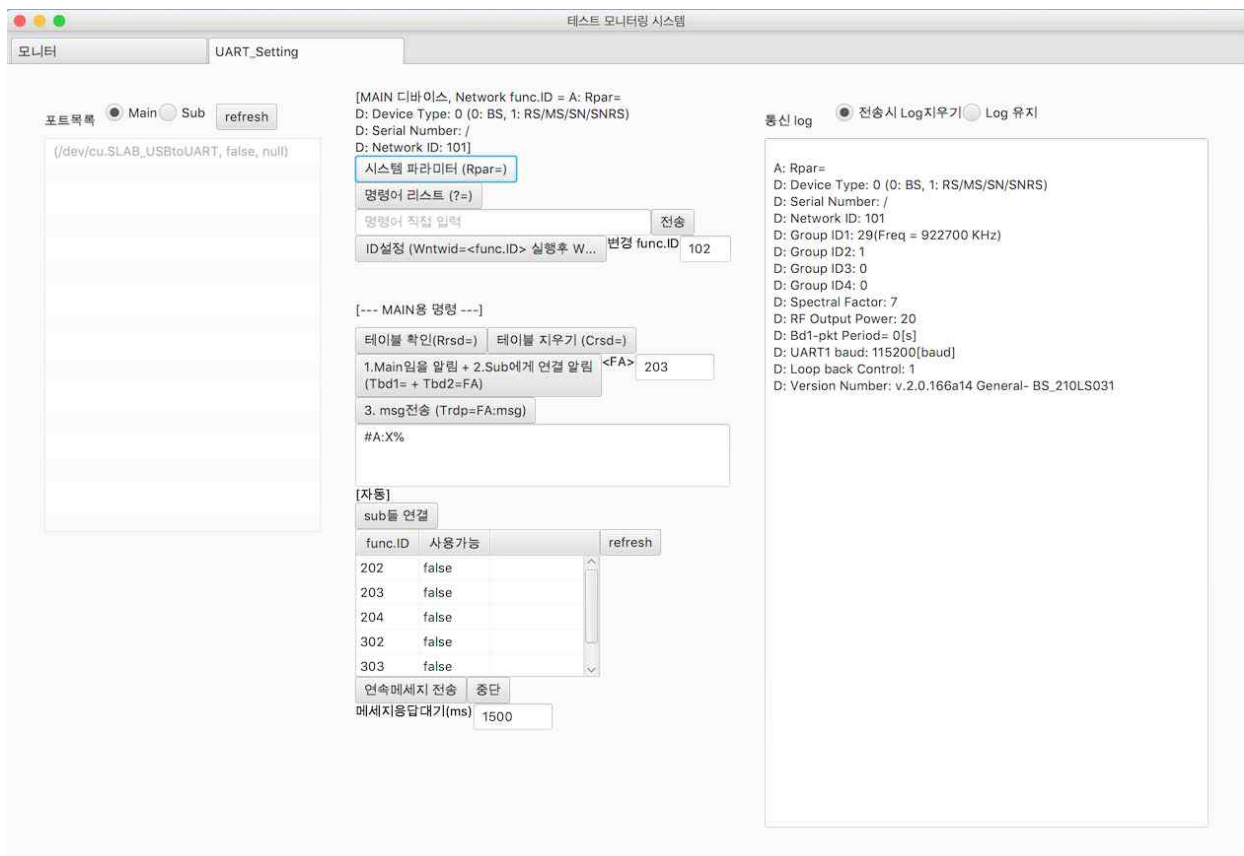 테스트 모니터링 시스템
모니터
UART_Setting
포트목록
Main
Sub
refresh
(/dev/cu.SLAB_USBtoUART, false, null)
[MAIN 디바이스, Network func.ID = A: Rpar=
D: Device Type: 0 (0: BS, 1: RS/MS/SN/SNRS)
D: Serial Number: /
D: Network ID: 101]
시스템 파라미터 (Rpar=)
명령어 리스트 (?=)
명령어 직접 입력
전송
ID설정 (Wntwid=<func.ID> 실행후 W...
변경 func.ID
102
[--- MAIN용 명령 ---]
테이블 확인(Rrsd=)
테이블 지우기 (Crsd=)
1.Main임을 알림 + 2.Sub에게 연결 알림
(Tbd1= + Tbd2=FA)
<FA>
203
3. msg전송 (Trdp=FA:msg)
#A:X%
[자동]
sub들 연결
func.ID
사용가능
refresh
202 false
203 false
204 false
302 false
303 false
연속메세지 전송
중단
메세지응답대기(ms)
1500
통신 log
전송시 Log지우기
Log 유지
A: Rpar=
D: Device Type: 0 (0: BS, 1: RS/MS/SN/SNRS)
D: Serial Number: /
D: Network ID: 101
D: Group ID1: 29(Freq = 922700 KHz)
D: Group ID2: 1
D: Group ID3: 0
D: Group ID4: 0
D: Spectral Factor: 7
D: RF Output Power: 20
D: Bd1-pkt Period= 0[s]
D: UART1 baud: 115200[baud]
D: Loop back Control: 1
D: Version Number: v.2.0.166a14 General- BS_210LS031